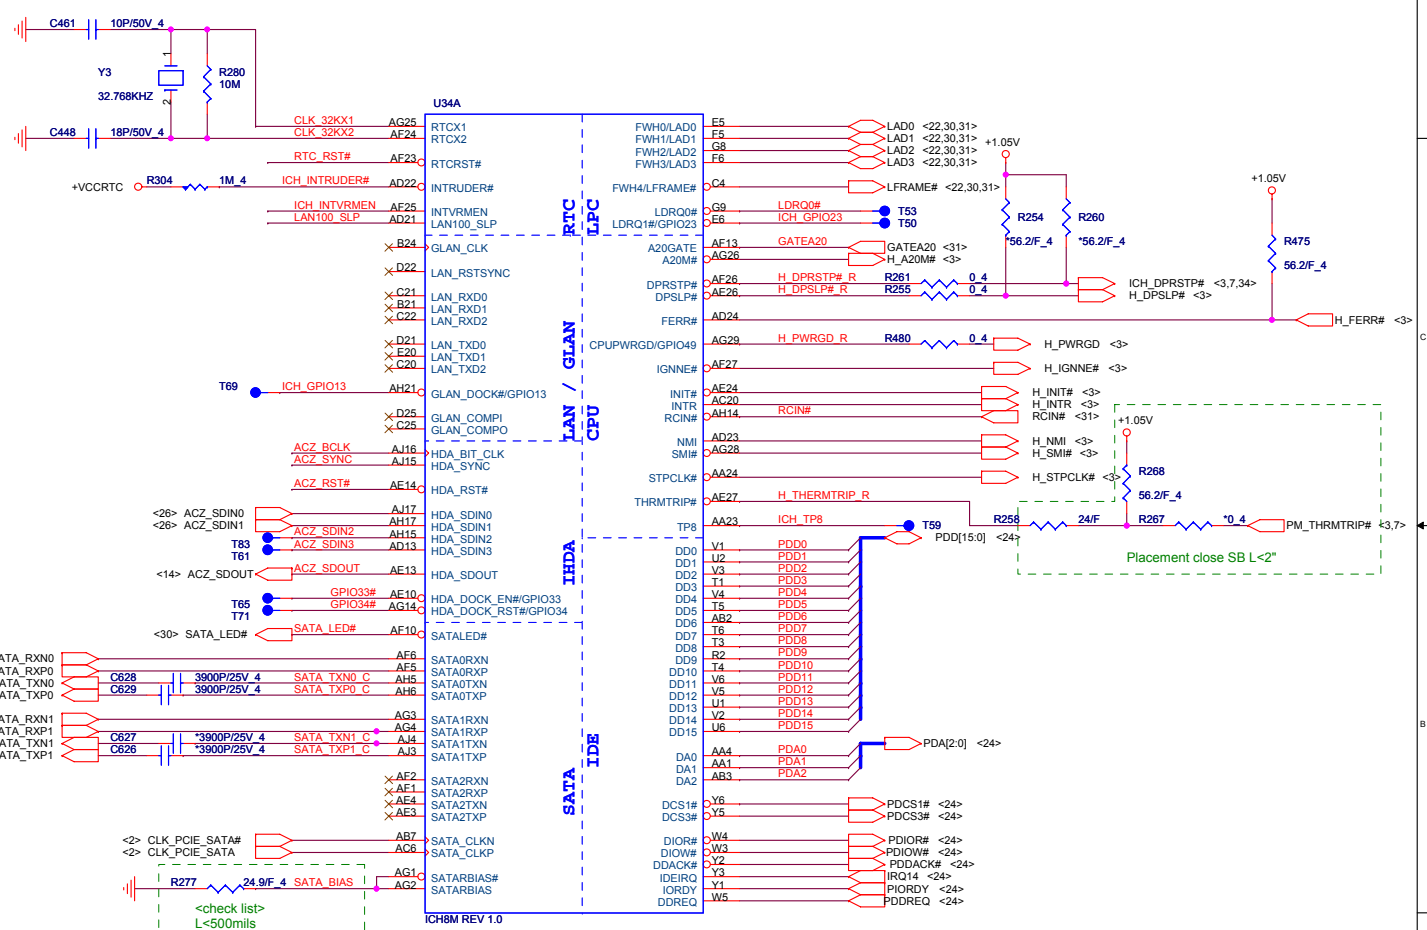 C461 10P/50V_4
1
Y3
R280
10M
32.768KHZ
2
C448 18P/50V_4
U34A
CLK_32KX1 AG25 RTCX1
CLK_32KX2 AF24 RTCX2
RTC_RST# AF23 RTCRST#
+VCCRTC R304 1M_4 ICH_INTRUDER# AD22 INTRUDER#
ICH_INTVRMEN AF25 INTVRMEN
LAN100_SLP AD21 LAN100_SLP
B24 GLAN_CLK
D22 LAN_RSTSYNC
C21 LAN_RXD0
B21 LAN_RXD1
C22 LAN_RXD2
D21 LAN_TXD0
E20 LAN_TXD1
C20 LAN_TXD2
T69 ICH_GPIO13 AH21 GLAN_DOCK#/GPIO13
D25 GLAN_COMPI
C25 GLAN_COMPO
ACZ_BCLK AJ16 HDA_BIT_CLK
ACZ_SYNC AJ15 HDA_SYNC
ACZ_RST# AE14 HDA_RST#
<26> ACZ_SDIN0 AJ17 HDA_SDIN0
<26> ACZ_SDIN1 AH17 HDA_SDIN1
T83 ACZ_SDIN2 AH15 HDA_SDIN2
T61 ACZ_SDIN3 AD13 HDA_SDIN3
<14> ACZ_SDOUT ACZ_SDOUT AE13 HDA_SDOUT
T65 GPIO33# AE10 HDA_DOCK_EN#/GPIO33
T71 GPIO34# AG14 HDA_DOCK_RST#/GPIO34
<30> SATA_LED# SATA_LED# AF10 SATALED#
ATA_RXN0 AF6 SATA0RXN
ATA_RXP0 AF5 SATA0RXP
ATA_TXN0 C628 3900P/25V_4 SATA_TXN0_C AH5 SATA0TXN
ATA_TXP0 C629 3900P/25V_4 SATA_TXP0_C AH6 SATA0TXP
ATA_RXN1 AG3 SATA1RXN
ATA_RXP1 AG4 SATA1RXP
ATA_TXN1 C627 *3900P/25V_4 SATA_TXN1_C AJ4 SATA1TXN
ATA_TXP1 C626 *3900P/25V_4 SATA_TXP1_C AJ3 SATA1TXP
AF2 SATA2RXN
AF1 SATA2RXP
AE4 SATA2TXN
AE3 SATA2TXP
<2> CLK_PCIE_SATA# AB7 SATA_CLKN
<2> CLK_PCIE_SATA AC6 SATA_CLKP
AG1 SATARBIAS#
R277 24.9/F_4 SATA_BIAS AG2 SATARBIAS
<check list>
L<500mils
ICH8M REV 1.0
RTC
LPC
LAN / GLAN
CPU
IHDA
SATA
IDE
FWH0/LAD0 E5 LAD0 <22,30,31>
FWH1/LAD1 F5 LAD1 <22,30,31>
FWH2/LAD2 G8 LAD2 <22,30,31>
FWH3/LAD3 F6 LAD3 <22,30,31>
FWH4/LFRAME# C4 LFRAME# <22,30,31>
LDRQ0# G9 LDRQ0# T53
LDRQ1#/GPIO23 E6 ICH_GPIO23 T50
A20GATE AF13 GATEA20 GATEA20 <31>
A20M# AG26 H_A20M# <3>
+1.05V
R254
*56.2/F_4
R260
*56.2/F_4
+1.05V
R475
56.2/F_4
DPRSTP# AF26 H_DPRSTP#_R R261 0_4 ICH_DPRSTP# <3,7,34>
DPSLP# AE26 H_DPSLP#_R R255 0_4 H_DPSLP# <3>
FERR# AD24 H_FERR# <3>
CPUPWRGD/GPIO49 AG29 H_PWRGD_R R480 0_4 H_PWRGD <3>
IGNNE# AF27 H_IGNNE# <3>
INIT# AE24 H_INIT# <3>
INTR AC20 H_INTR <3>
RCIN# AH14 RCIN# RCIN# <31>
NMI AD23 H_NMI <3>
SMI# AG28 H_SMI# <3>
STPCLK# AA24 H_STPCLK# <3>
+1.05V
R268
56.2/F_4
THRMTRIP# AE27 H_THERMTRIP_R R258 24/F R267 *0_4 PM_THRMTRIP# <3,7>
Placement close SB L<2"
TP8 AA23 ICH_TP8 T59
PDD[15:0] <24>
DD0 V1 PDD0
DD1 U2 PDD1
DD2 V3 PDD2
DD3 T1 PDD3
DD4 V4 PDD4
DD5 T5 PDD5
DD6 AB2 PDD6
DD7 T6 PDD7
DD8 T3 PDD8
DD9 R2 PDD9
DD10 T4 PDD10
DD11 V6 PDD11
DD12 V5 PDD12
DD13 U1 PDD13
DD14 V2 PDD14
DD15 U6 PDD15
DA0 AA4 PDA0 PDA[2:0] <24>
DA1 AA1 PDA1
DA2 AB3 PDA2
DCS1# Y6 PDCS1# <24>
DCS3# Y5 PDCS3# <24>
DIOR# W4 PDIOR# <24>
DIOW# W3 PDIOW# <24>
DDACK# Y2 PDDACK# <24>
IDEIRQ Y3 IRQ14 <24>
IORDY Y1 PIORDY <24>
DDREQ W5 PDDREQ <24>
C
B